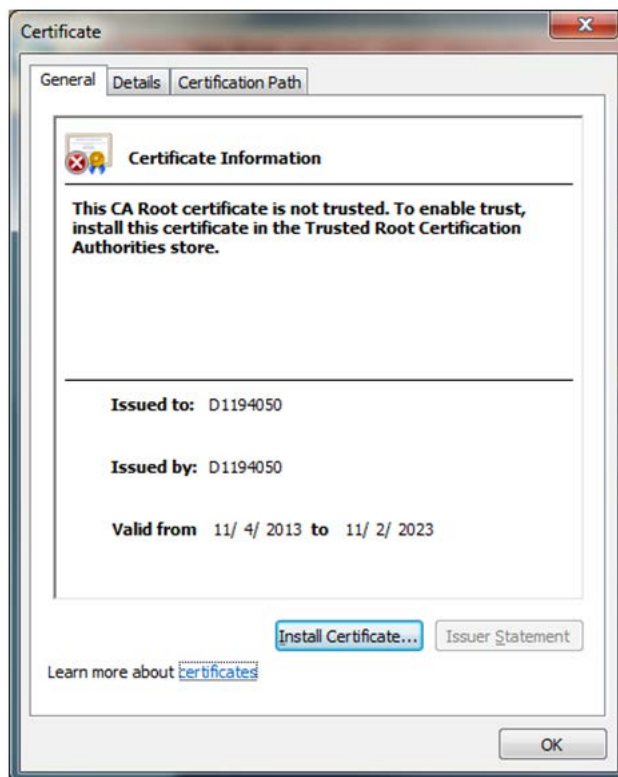 Certificate
General Details Certification Path
Certificate Information
This CA Root certificate is not trusted. To enable trust,
install this certificate in the Trusted Root Certification
Authorities store.
Issued to: D1194050
Issued by: D1194050
Valid from 11/ 4/ 2013 to 11/ 2/ 2023
Install Certificate... Issuer Statement
Learn more about certificates
OK